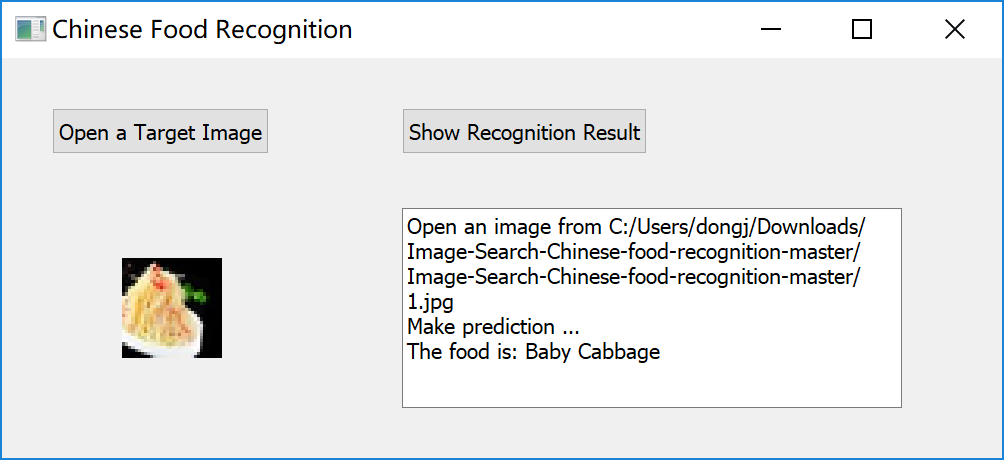 Chinese Food Recognition
Open a Target Image
Show Recognition Result
Open an image from C:/Users/dongj/Downloads/
Image-Search-Chinese-food-recognition-master/
Image-Search-Chinese-food-recognition-master/
1.jpg
Make prediction ...
The food is: Baby Cabbage